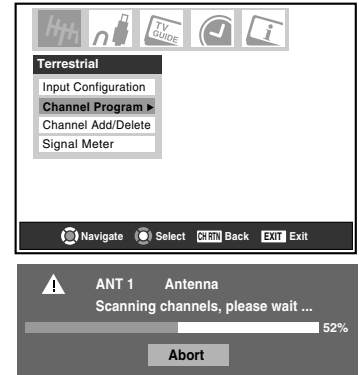 TV
GUIDE
Terrestrial
Input Configuration
Channel Program ▶
Channel Add/Delete
Signal Meter
Navigate Select CH RTN Back EXIT Exit
ANT 1 Antenna
Scanning channels, please wait ...
52%
Abort